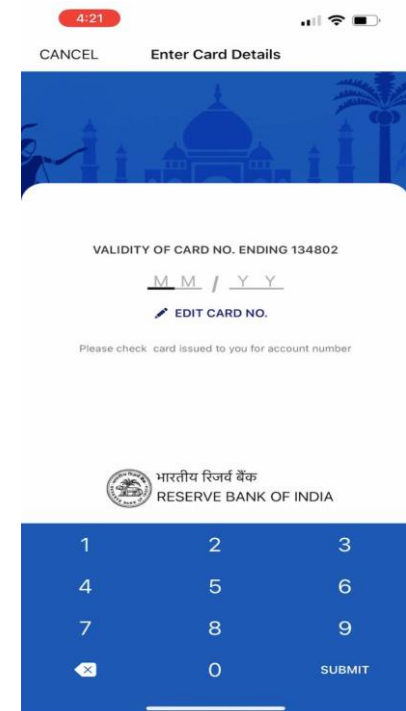 4:21
CANCEL Enter Card Details
VALIDITY OF CARD NO. ENDING 134802
M M / Y Y
EDIT CARD NO.
Please check card issued to you for account number
भारतीय रिजर्व बैंक
RESERVE BANK OF INDIA
1 2 3
4 5 6
7 8 9
0 SUBMIT